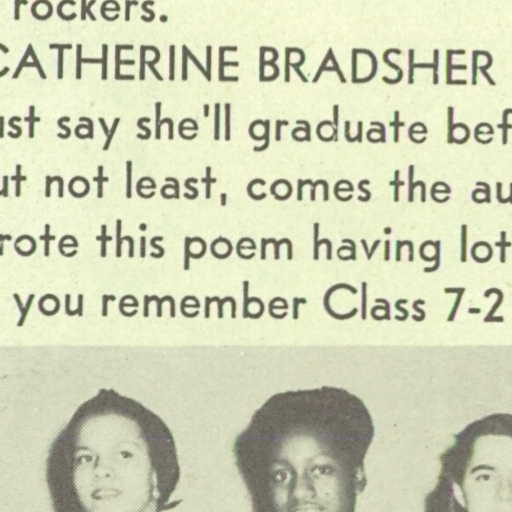 rockers.
CATHERINE BRADSHER
ust say she'll graduate bef
ut not least, comes the au
rote this poem having lot
you remember Class 7-2